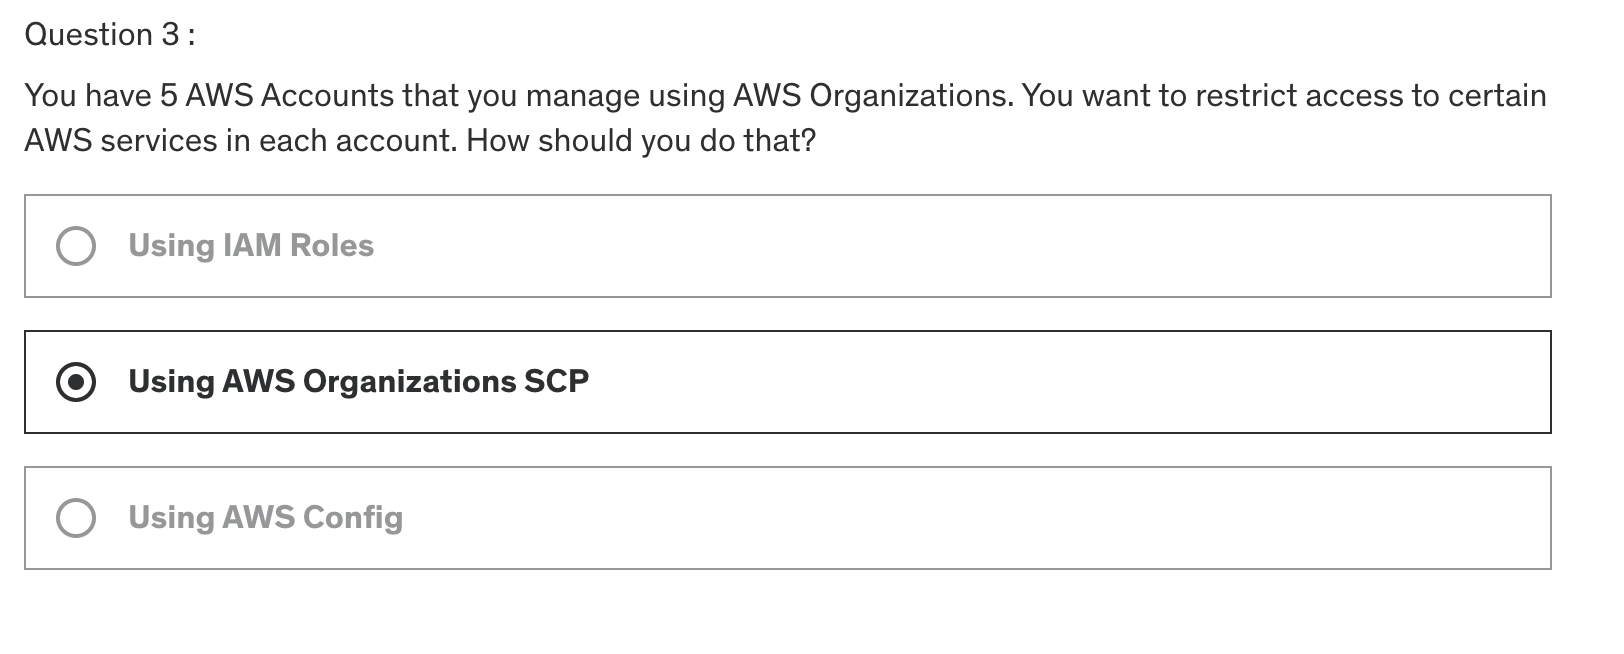 Question 3 :
You have 5 AWS Accounts that you manage using AWS Organizations. You want to restrict access to certain
AWS services in each account. How should you do that?
Using IAM Roles
Using AWS Organizations SCP
Using AWS Config